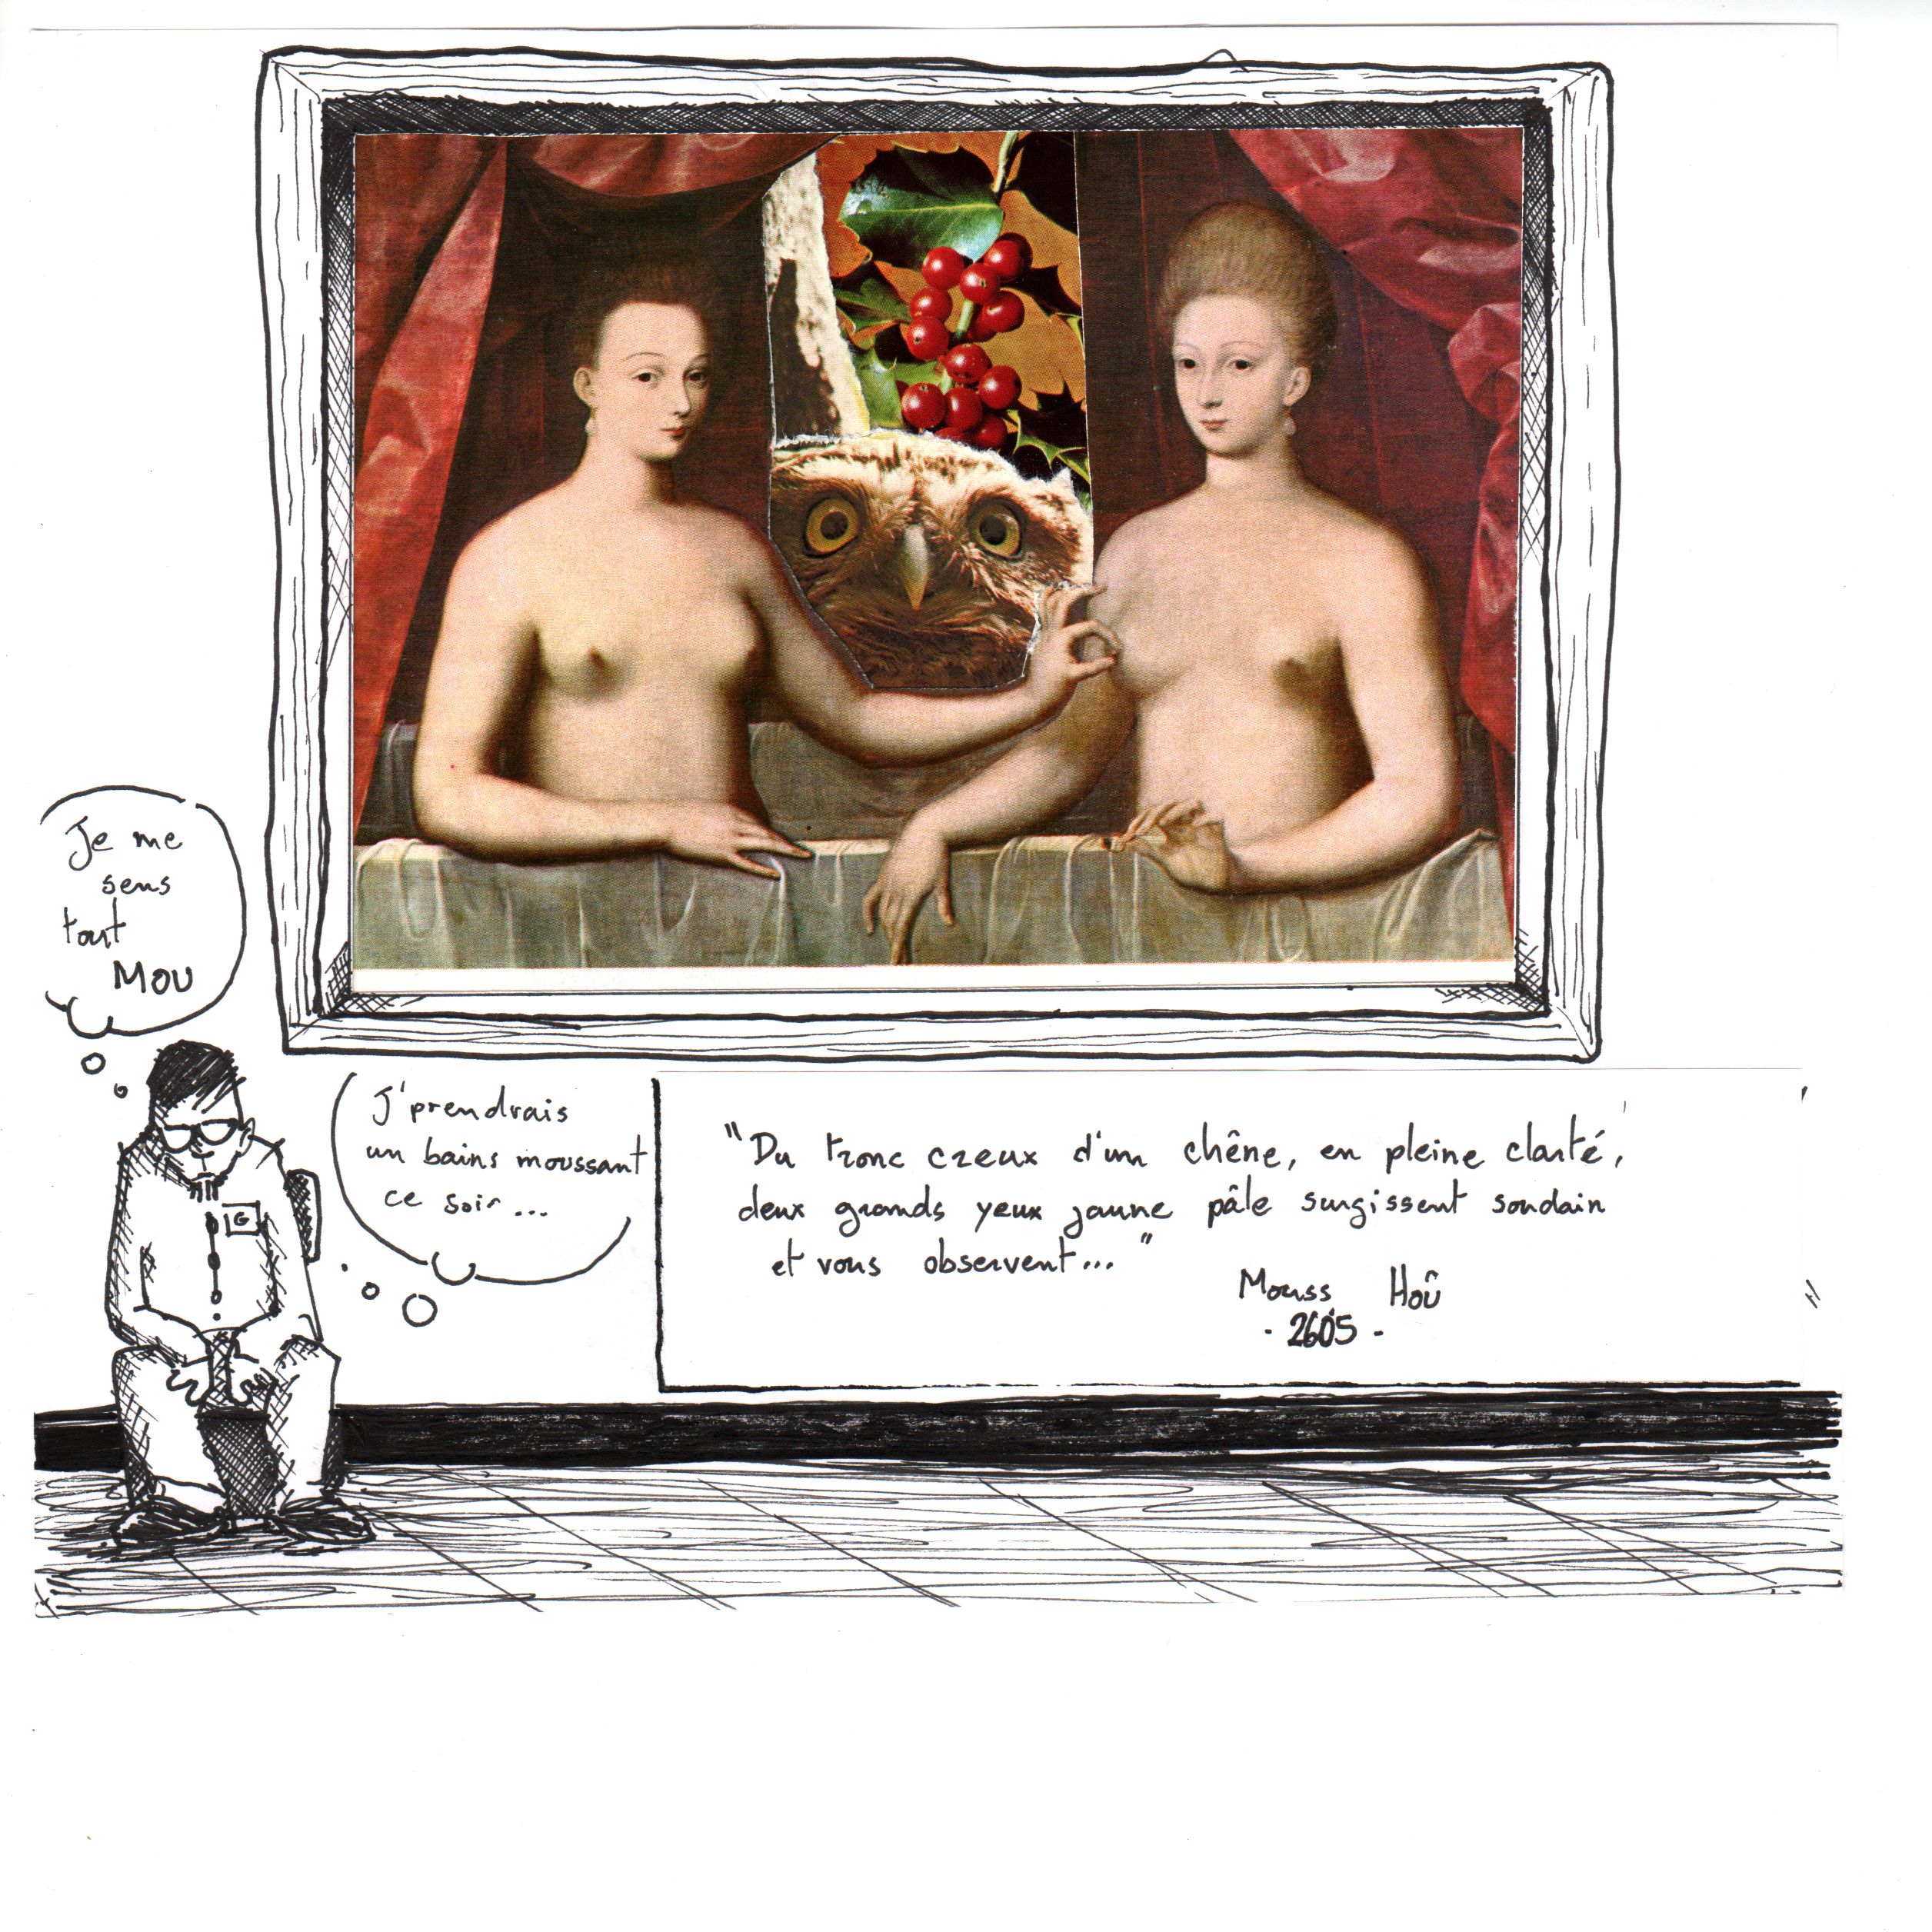 Je me
sens
tout
MOU
J'prendrais
un bains moussant
ce soir...
G
"Du tronc creux d'un chêne, en pleine clarté,
deux grands yeux jaune pâle surgissent soudain
et vous observent..."
Mouss Hoû
- 2605 -